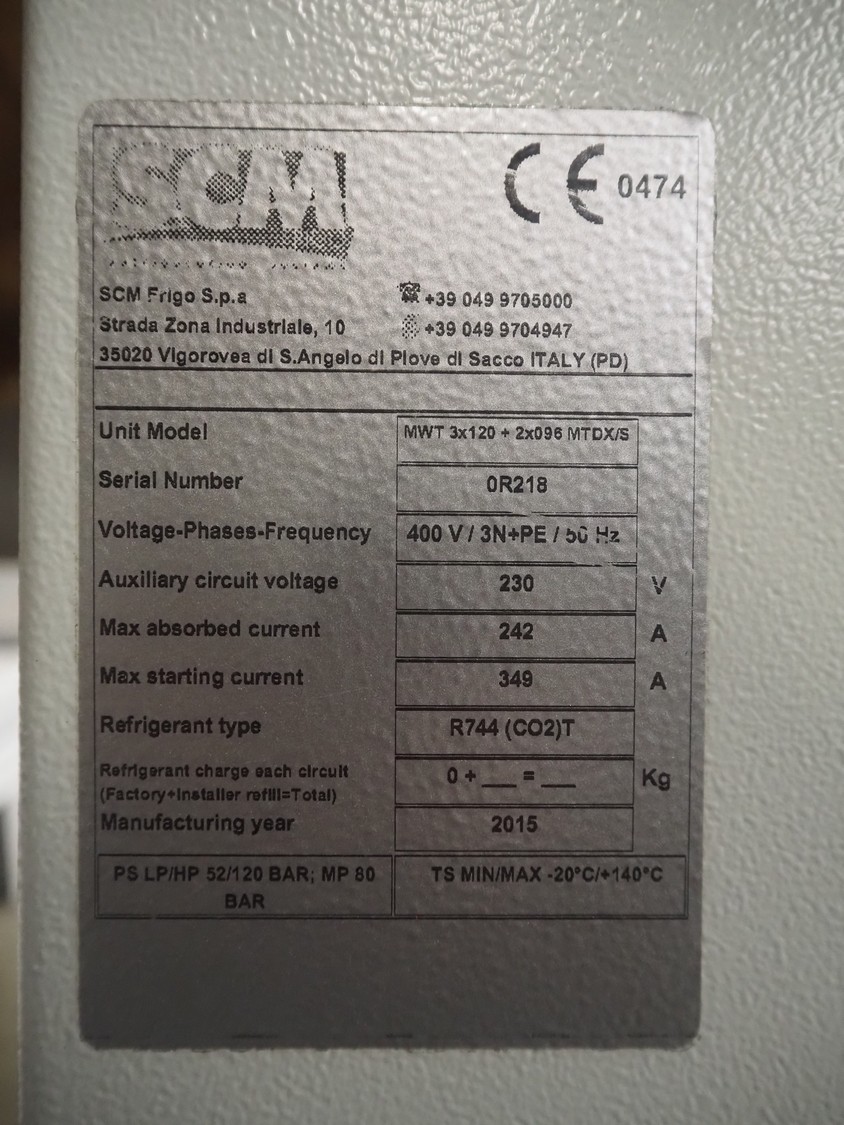 SCM
CE 0474
SCM Frigo S.p.a +39 049 9705000
Strada Zona Industriale, 10 +39 049 9704947
35020 Vigorovea di S.Angelo di Piove di Sacco ITALY (PD)
Unit Model MWT 3x120 + 2x096 MTDX/S
Serial Number 0R218
Voltage-Phases-Frequency 400 V / 3N+PE / 50 Hz
Auxiliary circuit voltage 230 V
Max absorbed current 242 A
Max starting current 349 A
Refrigerant type R744 (CO2)T
Refrigerant charge each circuit 0 + __ = __ Kg
(Factory+Installer refill=Total)
Manufacturing year 2015
PS LP/HP 52/120 BAR; MP 80 TS MIN/MAX -20°C/+140°C
BAR